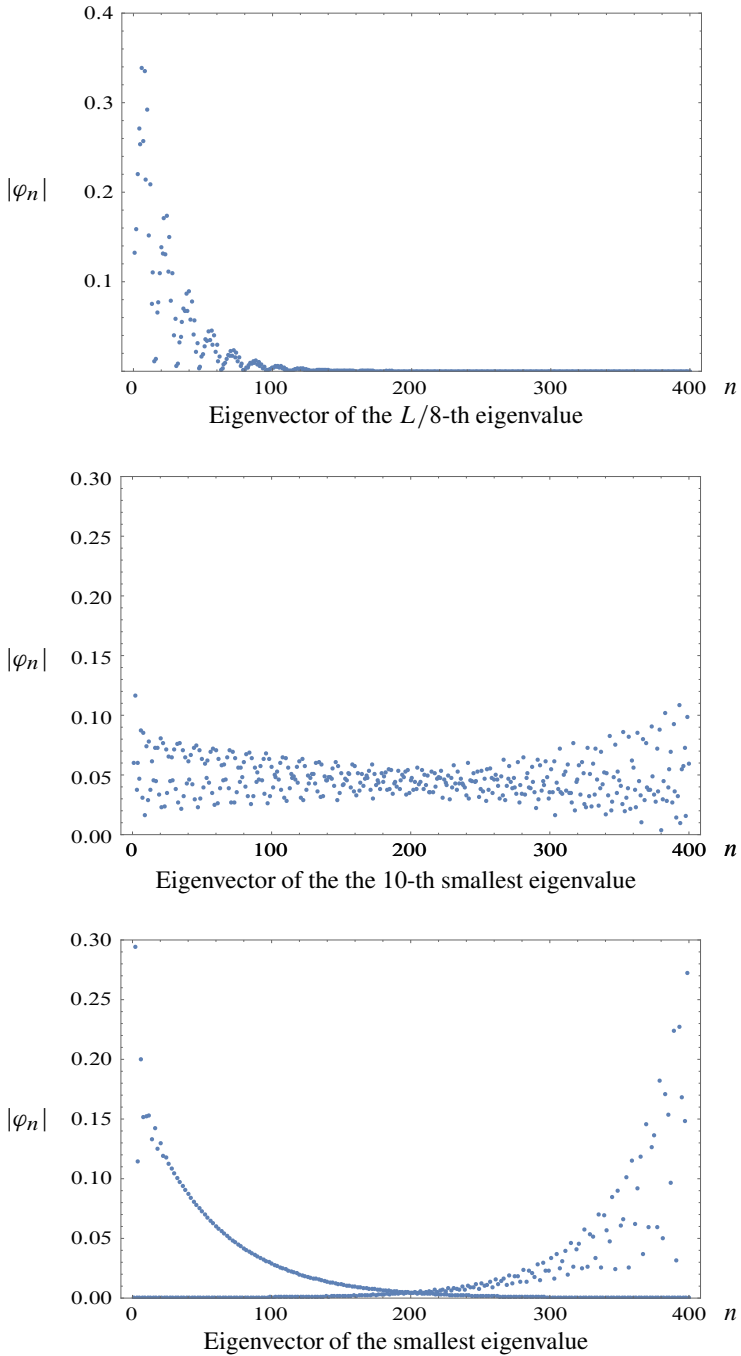 0.4
0.3
|φₙ| 0.2
0.1
0 100 200 300 400 n
Eigenvector of the L/8-th eigenvalue
0.30
0.25
0.20
|φₙ| 0.15
0.10
0.05
0.00
0 100 200 300 400 n
Eigenvector of the the 10-th smallest eigenvalue
0.30
0.25
0.20
|φₙ| 0.15
0.10
0.05
0.00
0 100 200 300 400 n
Eigenvector of the smallest eigenvalue